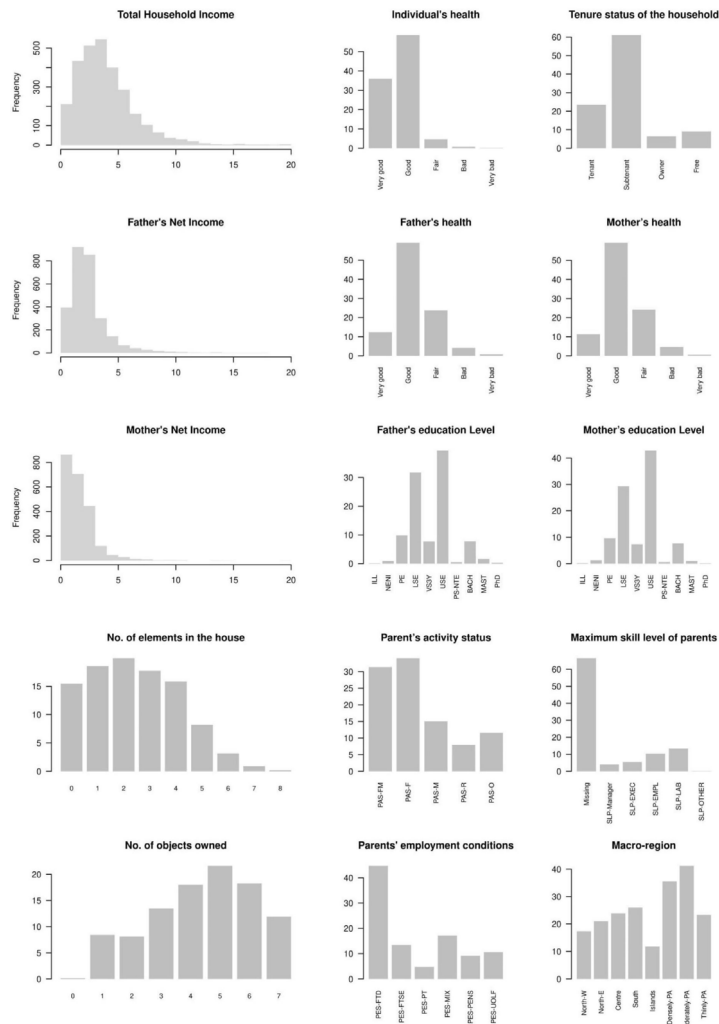 Total Household Income
Individual's health
Tenure status of the household
Frequency
0 100 300 500
0 5 10 15 20
0 10 20 30 40 50
Very good Good Fair Bad Very bad
0 10 20 30 40 50 60
Tenant Subtenant Owner Free
Father's Net Income
Father's health
Mother's health
Frequency
0 200 400 600 800
0 5 10 15 20
0 10 20 30 40 50
Very good Good Fair Bad Very bad
0 10 20 30 40 50
Very good Good Fair Bad Very bad
Mother's Net Income
Father's education Level
Mother's education Level
Frequency
0 200 400 600 800
0 5 10 15 20
0 10 20 30
ILL NENI PE LSE VS3Y USE PS-NTE BACH MAST PhD
0 10 20 30 40
ILL NENI PE LSE VS3Y USE PS-NTE BACH MAST PhD
No. of elements in the house
Parent's activity status
Maximum skill level of parents
0 5 10 15
0 1 2 3 4 5 6 7 8
0 5 10 15 20 25 30 35
PAS-FM PAS-F PAS-M PAS-R PAS-O
0 10 20 30 40 50 60
Missing SLP-Manager SLP-EXEC SLP-EMPL SLP-LAB SLP-OTHER
No. of objects owned
Parents' employment conditions
Macro-region
0 5 10 15 20
0 1 2 3 4 5 6 7
0 10 20 30 40
PES-FTD PES-FTSE PES-PT PES-MIX PES-PENS PES-UOLF
0 10 20 30 40
North-W North-E Centre South Islands Densely-PA derately-PA Thinly-PA